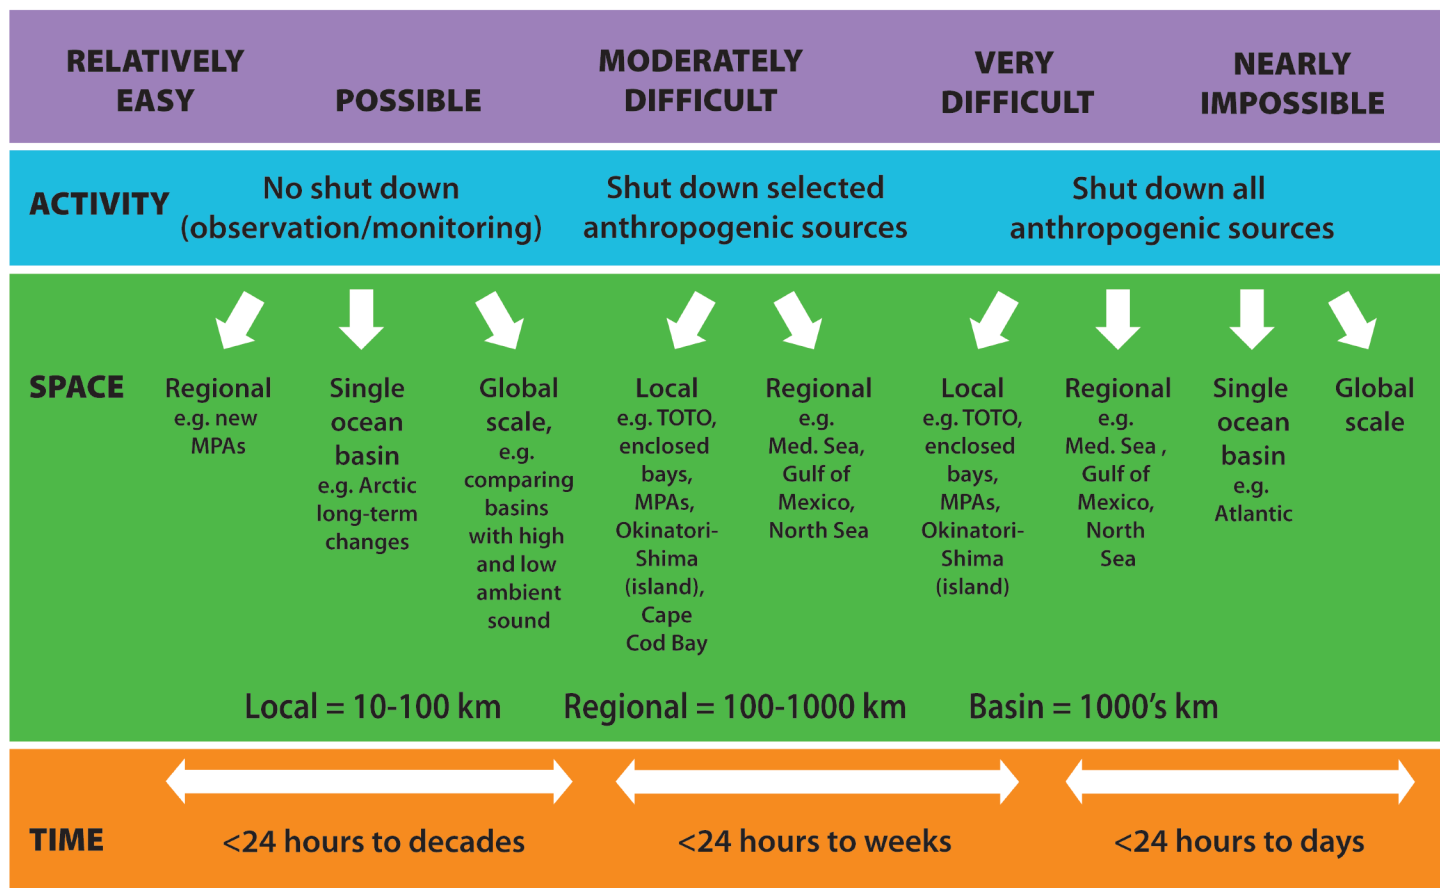 RELATIVELY
EASY
POSSIBLE
MODERATELY
DIFFICULT
VERY
DIFFICULT
NEARLY
IMPOSSIBLE
ACTIVITY
No shut down
(observation/monitoring)
Shut down selected
anthropogenic sources
Shut down all
anthropogenic sources
SPACE
Regional
e.g. new
MPAs
Single
ocean
basin
e.g. Arctic
long-term
changes
Global
scale,
e.g.
comparing
basins
with high
and low
ambient
sound
Local
e.g. TOTO,
enclosed
bays,
MPAs,
Okinatori-
Shima
(island),
Cape
Cod Bay
Regional
e.g.
Med. Sea,
Gulf of
Mexico,
North Sea
Local
e.g. TOTO,
enclosed
bays,
MPAs,
Okinatori-
Shima
(island)
Regional
e.g.
Med. Sea ,
Gulf of
Mexico,
North
Sea
Single
ocean
basin
e.g.
Atlantic
Global
scale
Local = 10-100 km
Regional = 100-1000 km
Basin = 1000’s km
TIME
<24 hours to decades
<24 hours to weeks
<24 hours to days